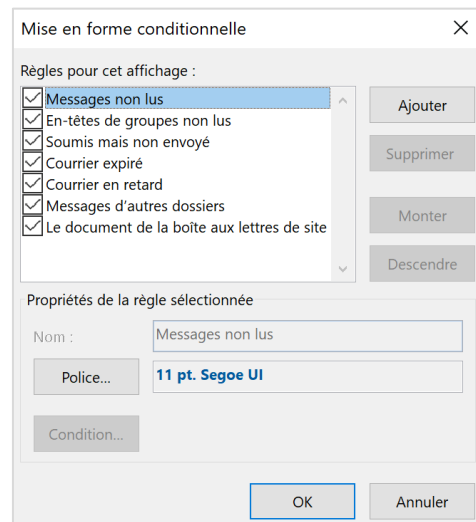 Mise en forme conditionnelle
Règles pour cet affichage :
Messages non lus
En-têtes de groupes non lus
Soumis mais non envoyé
Courrier expiré
Courrier en retard
Messages d'autres dossiers
Le document de la boîte aux lettres de site
Ajouter
Supprimer
Monter
Descendre
Propriétés de la règle sélectionnée
Nom :
Messages non lus
Police...
11 pt. Segoe UI
Condition...
OK
Annuler